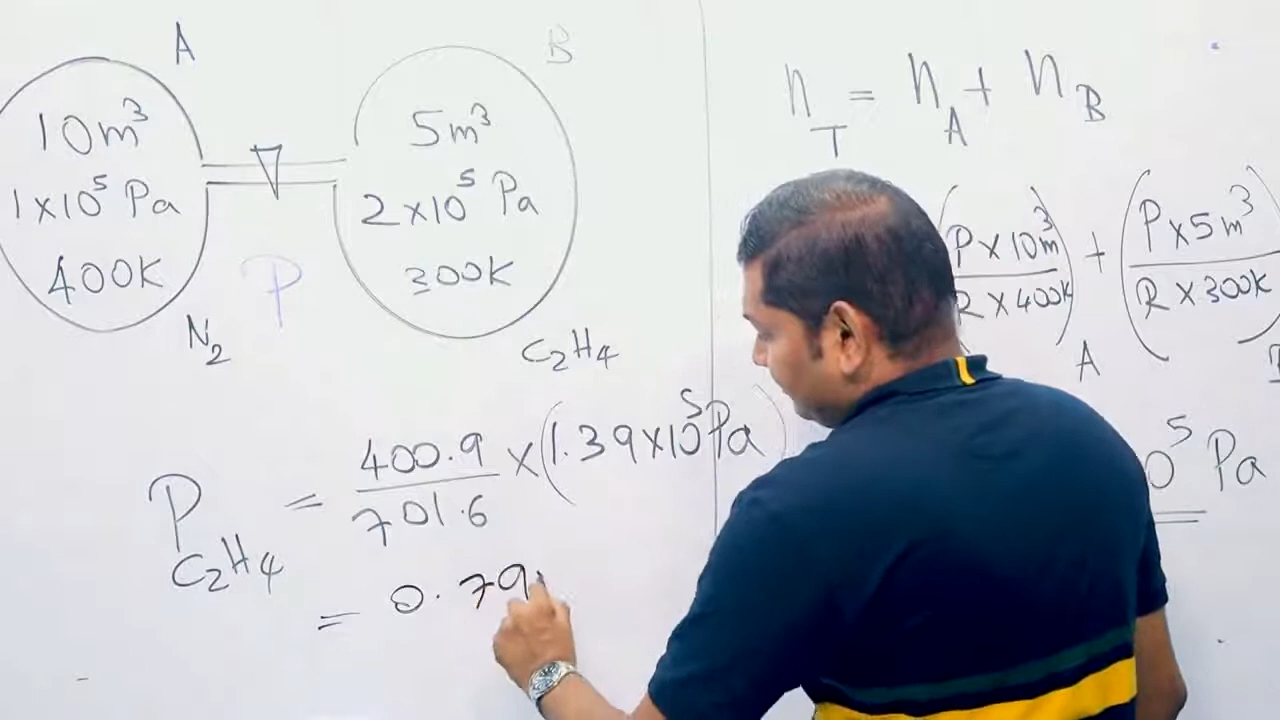 A
10m³
1×10⁵ Pa
400K
N₂
P
B
5m³
2×10⁵ Pa
300K
C₂H₄
P_C₂H₄ = 400.9/701.6 × (1.39×10⁵ Pa)
= 0.79
n_T = n_A + n_B
(P×10m³/R×400K)_A + (P×5m³/R×300K)
0⁵ Pa